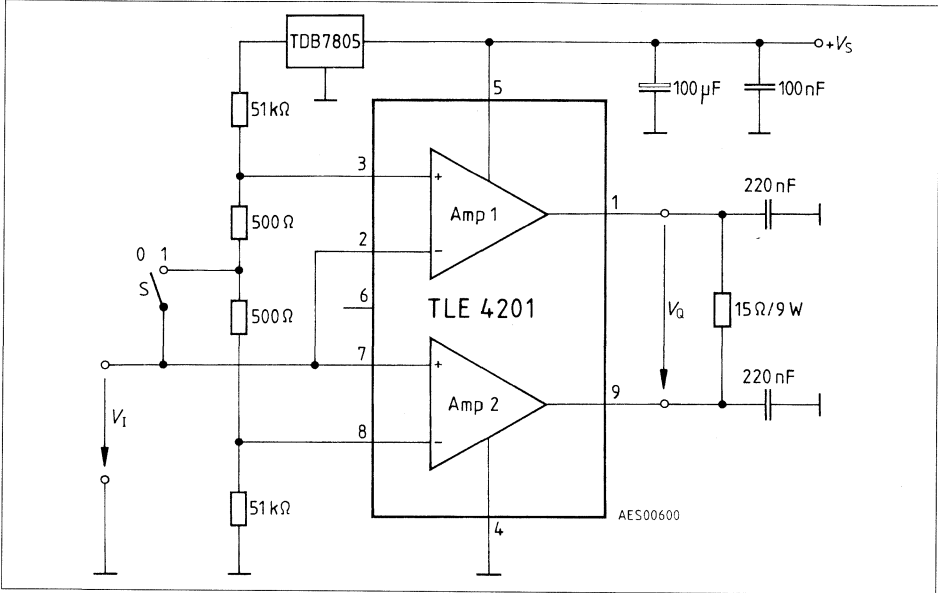 TDB7805
+VS
5
100 µF
100 nF
51 kΩ
3
+
Amp 1
1
220 nF
500 Ω
2
−
0 1
S
6
TLE 4201
500 Ω
VQ
15 Ω/9 W
7
+
VI
Amp 2
9
220 nF
8
−
51 kΩ
4
AES00600